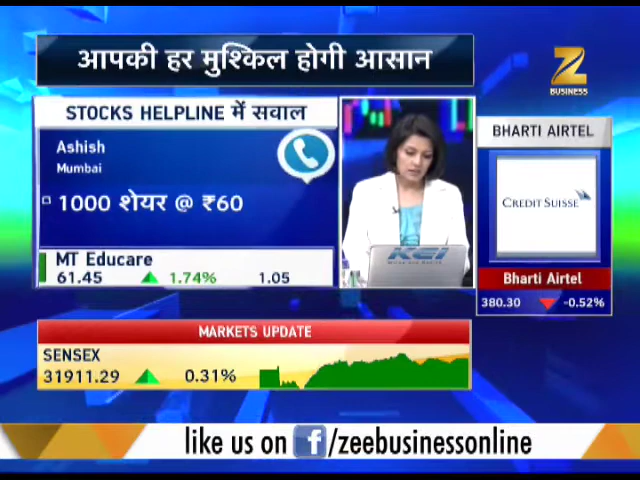 आपकी हर मुश्किल होगी आसान
Z
BUSINESS
STOCKS HELPLINE में सवाल
Ashish
Mumbai
1000 शेयर @ ₹60
MT Educare
61.45 1.74% 1.05
KCI
BHARTI AIRTEL
CREDIT SUISSE
Bharti Airtel
380.30 -0.52%
MARKETS UPDATE
SENSEX
31911.29 0.31%
like us on f/zeebusinessonline